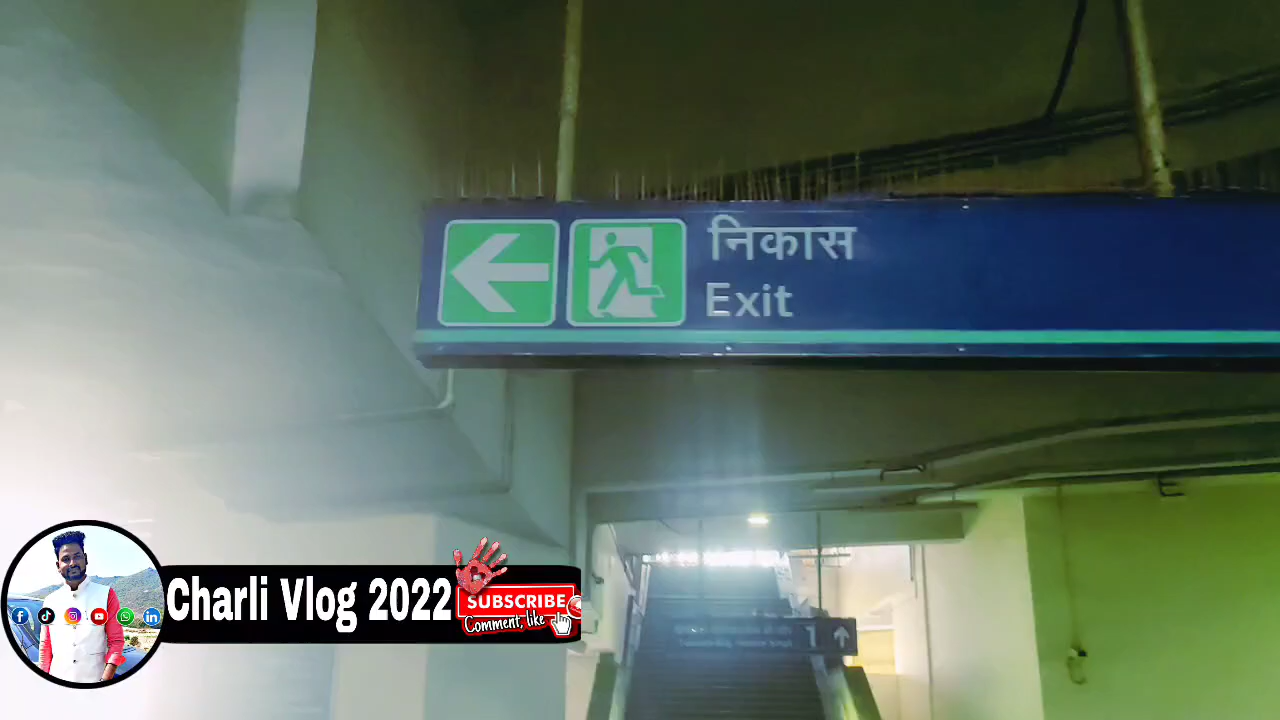 निकास
Exit
1
Charli Vlog 2022
SUBSCRIBE
Comment, like